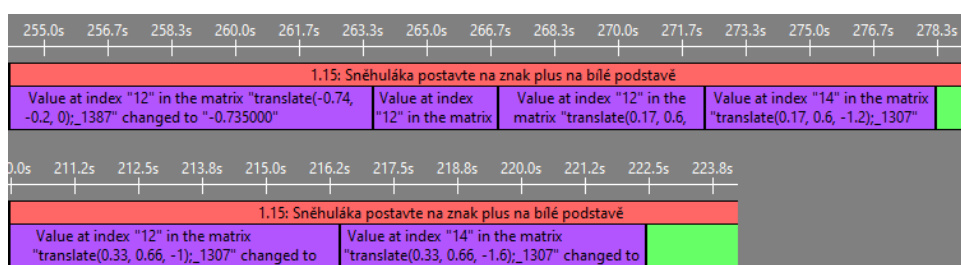 255.0s 256.7s 258.3s 260.0s 261.7s 263.3s 265.0s 266.7s 268.3s 270.0s 271.7s 273.3s 275.0s 276.7s 278.3s
1.15: Sněhuláka postavte na znak plus na bílé podstavě
Value at index "12" in the matrix "translate(-0.74,
-0.2, 0);_1387" changed to "-0.735000"
Value at index
"12" in the matrix
Value at index "12" in the
matrix "translate(0.17, 0.6,
Value at index "14" in the matrix
"translate(0.17, 0.6, -1.2);_1307"
211.2s 212.5s 213.8s 215.0s 216.2s 217.5s 218.8s 220.0s 221.2s 222.5s 223.8s
1.15: Sněhuláka postavte na znak plus na bílé podstavě
Value at index "12" in the matrix
"translate(0.33, 0.66, -1);_1307" changed to
Value at index "14" in the matrix
"translate(0.33, 0.66, -1.6);_1307" changed to